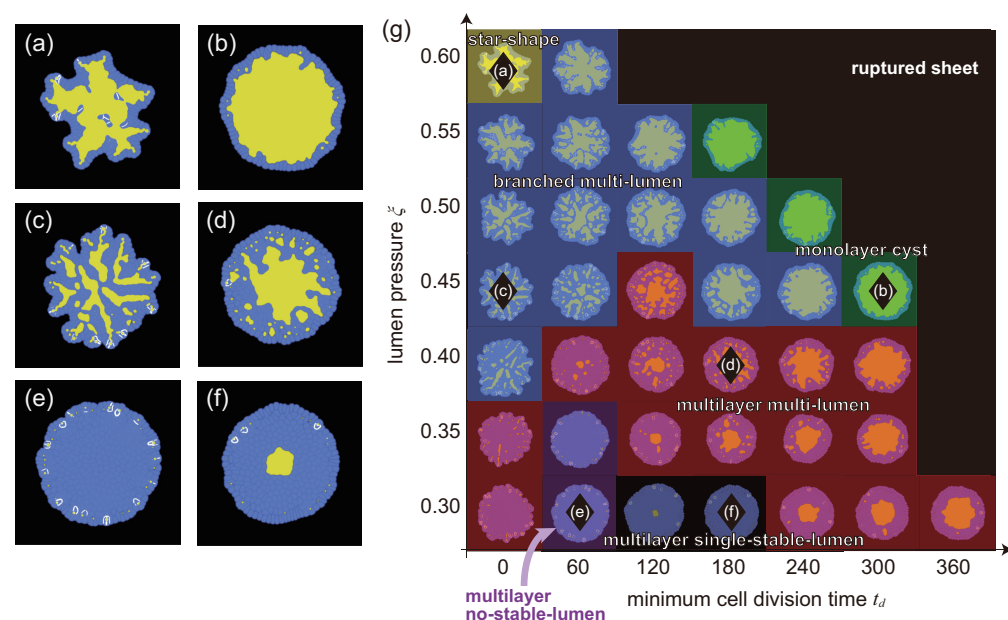 (a)
(b)
(c)
(d)
(e)
(f)
(g)
lumen pressure ξ
0.60
0.55
0.50
0.45
0.40
0.35
0.30
star-shape
(a)
ruptured sheet
branched multi-lumen
monolayer cyst
(c)
(b)
(d)
multilayer multi-lumen
(e)
(f)
multilayer single-stable-lumen
0 60 120 180 240 300 360
multilayer
no-stable-lumen
minimum cell division time t_d